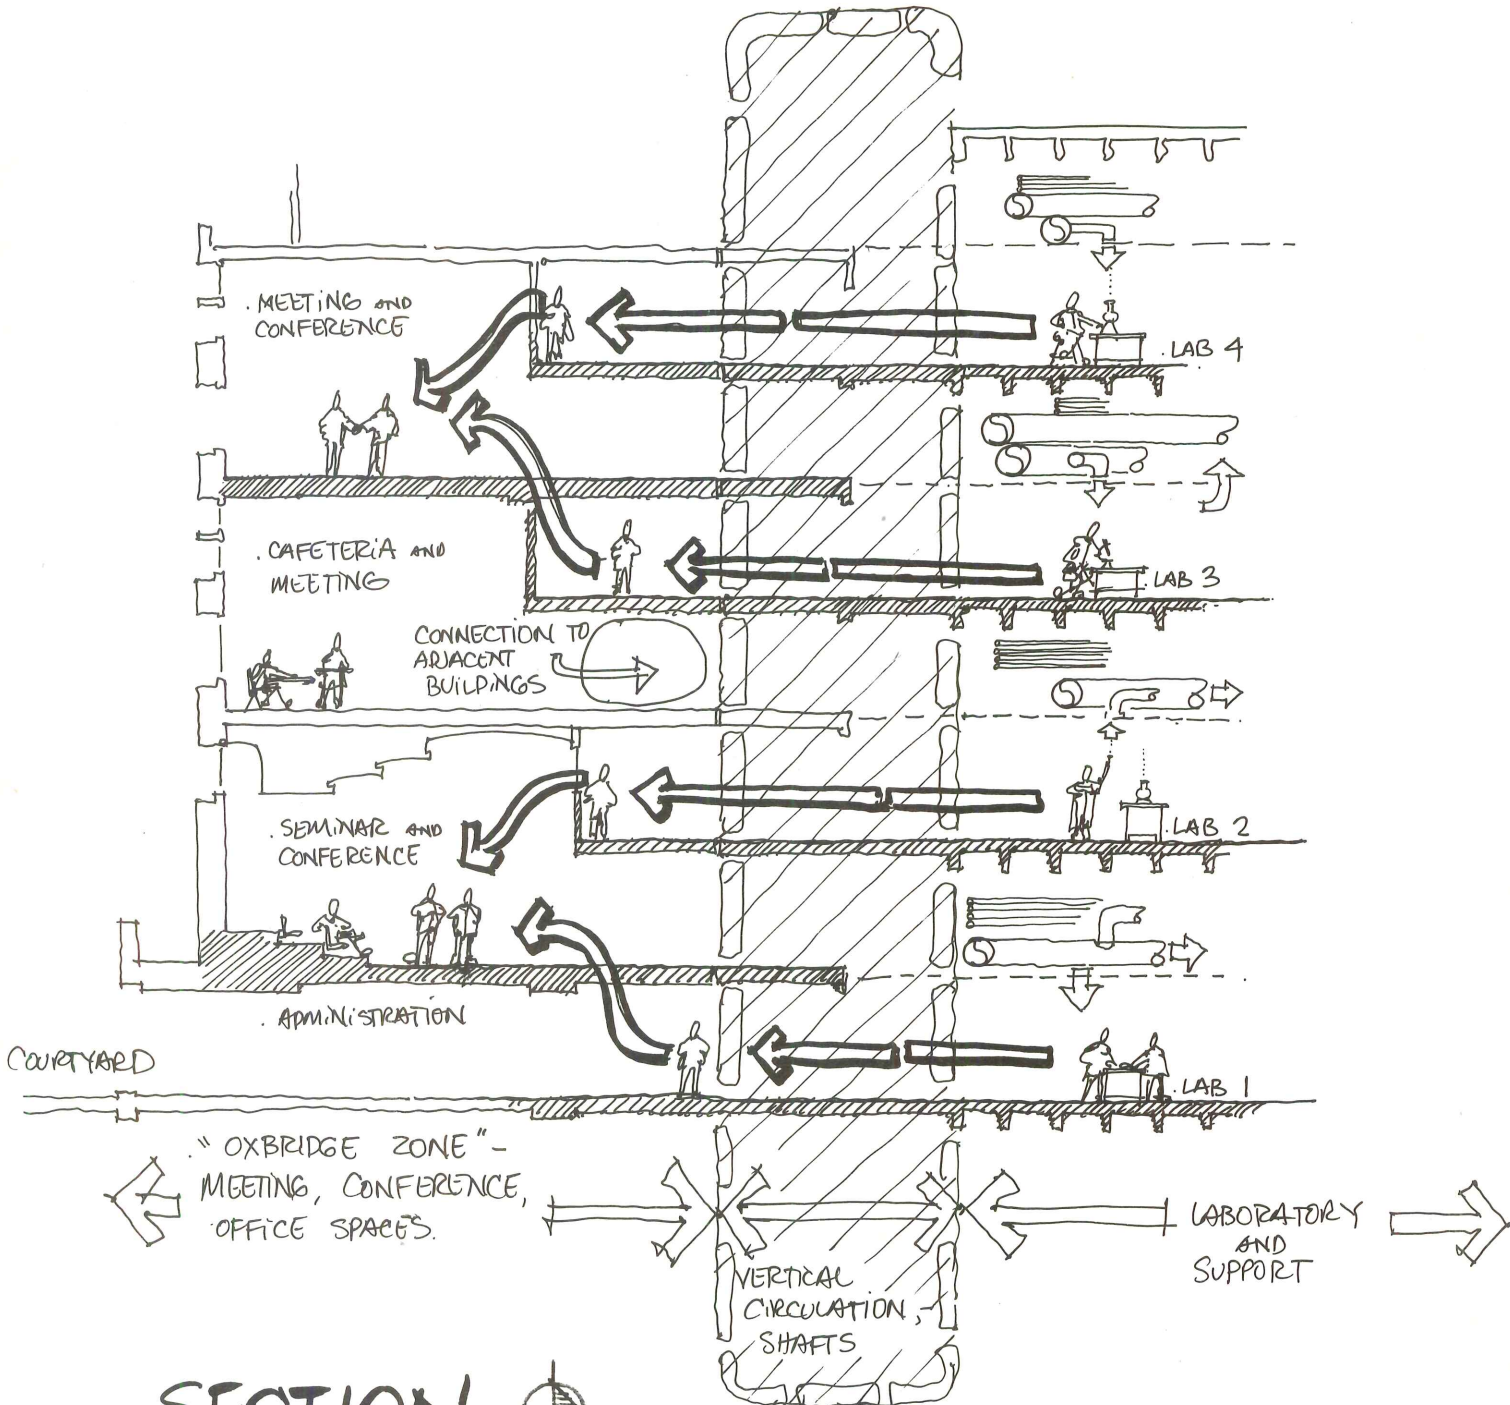 . MEETING AND
CONFERENCE
. LAB 4
. CAFETERIA AND
MEETING
. LAB 3
CONNECTION TO
ADJACENT
BUILDINGS
. SEMINAR AND
CONFERENCE
. LAB 2
. ADMINISTRATION
COURTYARD
. LAB 1
. "OXBRIDGE ZONE" -
MEETING, CONFERENCE,
OFFICE SPACES.
LABORATORY
AND
SUPPORT
VERTICAL
CIRCULATION,
SHAFTS
SECTION